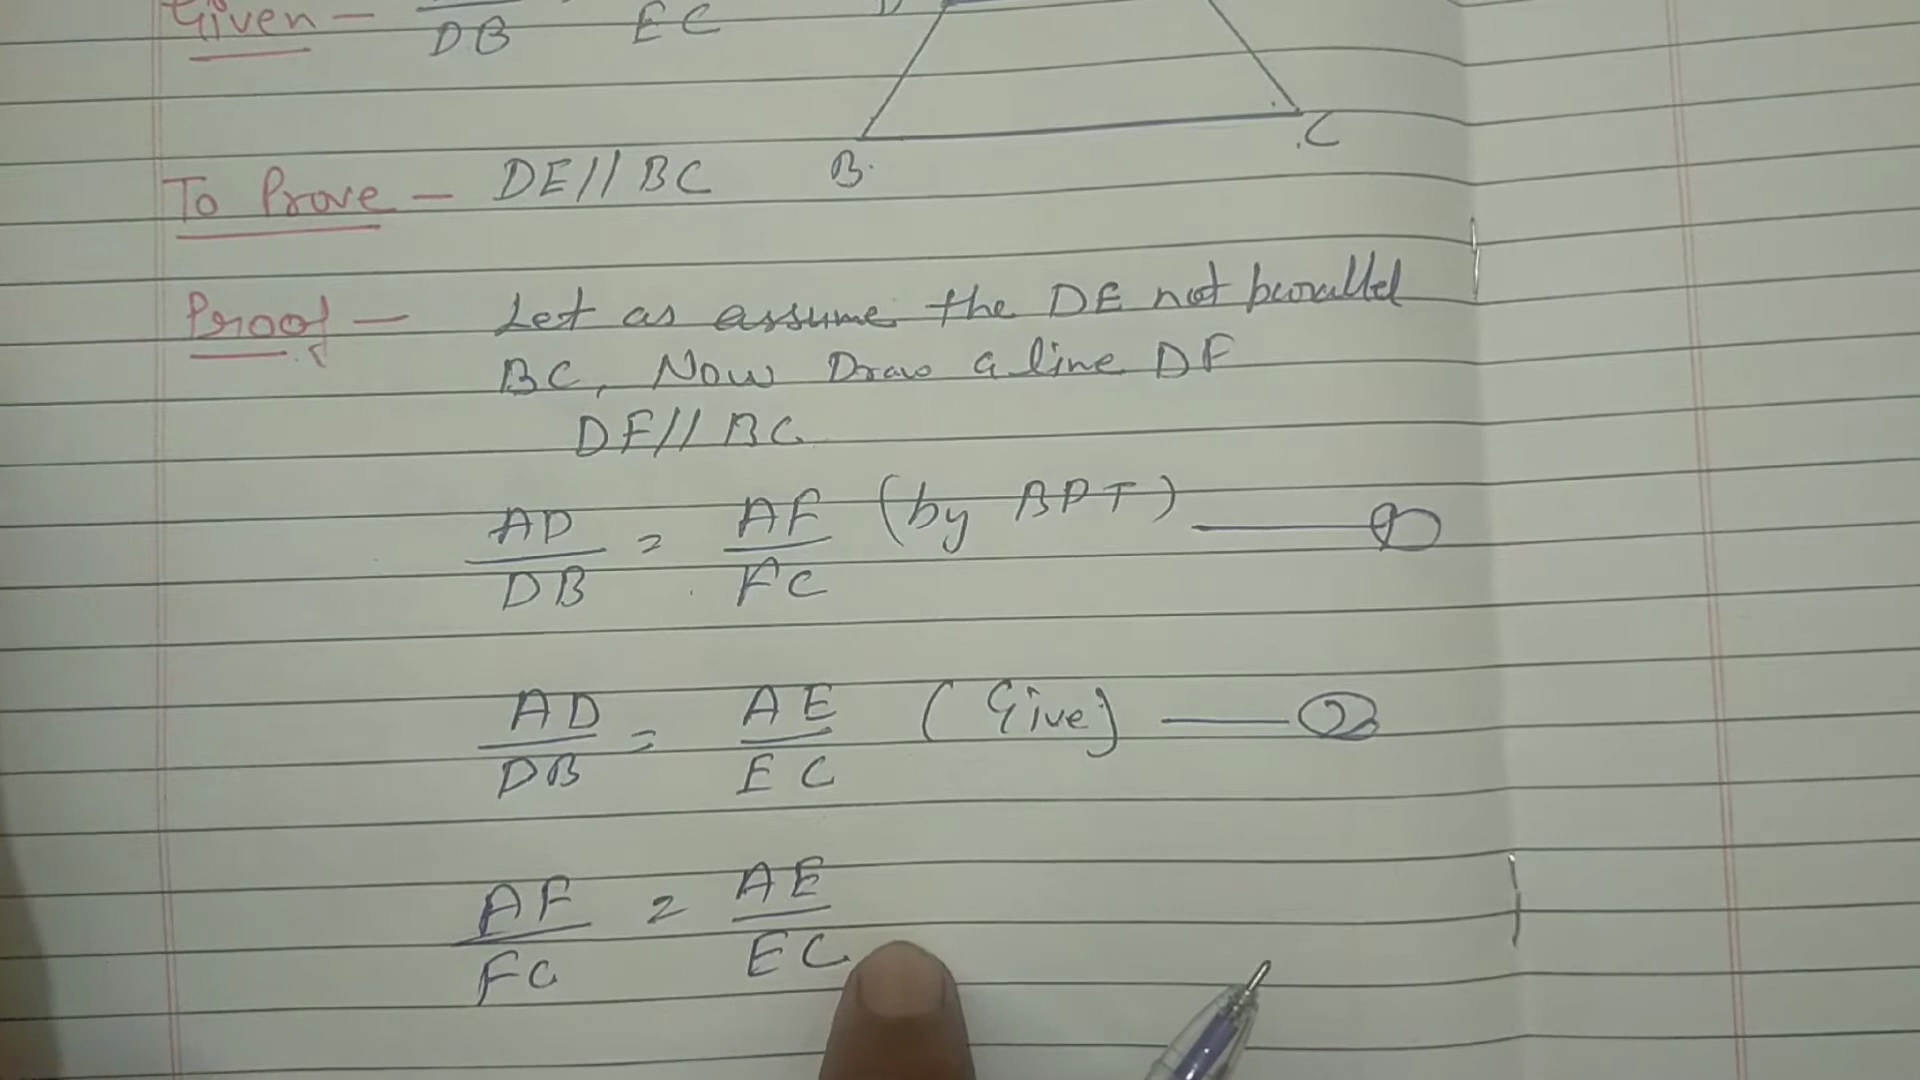 Given - DB EC
B. C
To Prove - DE//BC
Proof - Let as assume the DE not parallel
BC, Now Draw a line DF
DF//BC
AD/DB = AF/FC (by BPT) — 1
AD/DB = AE/EC (Give) — 2
AF/FC = AE/EC